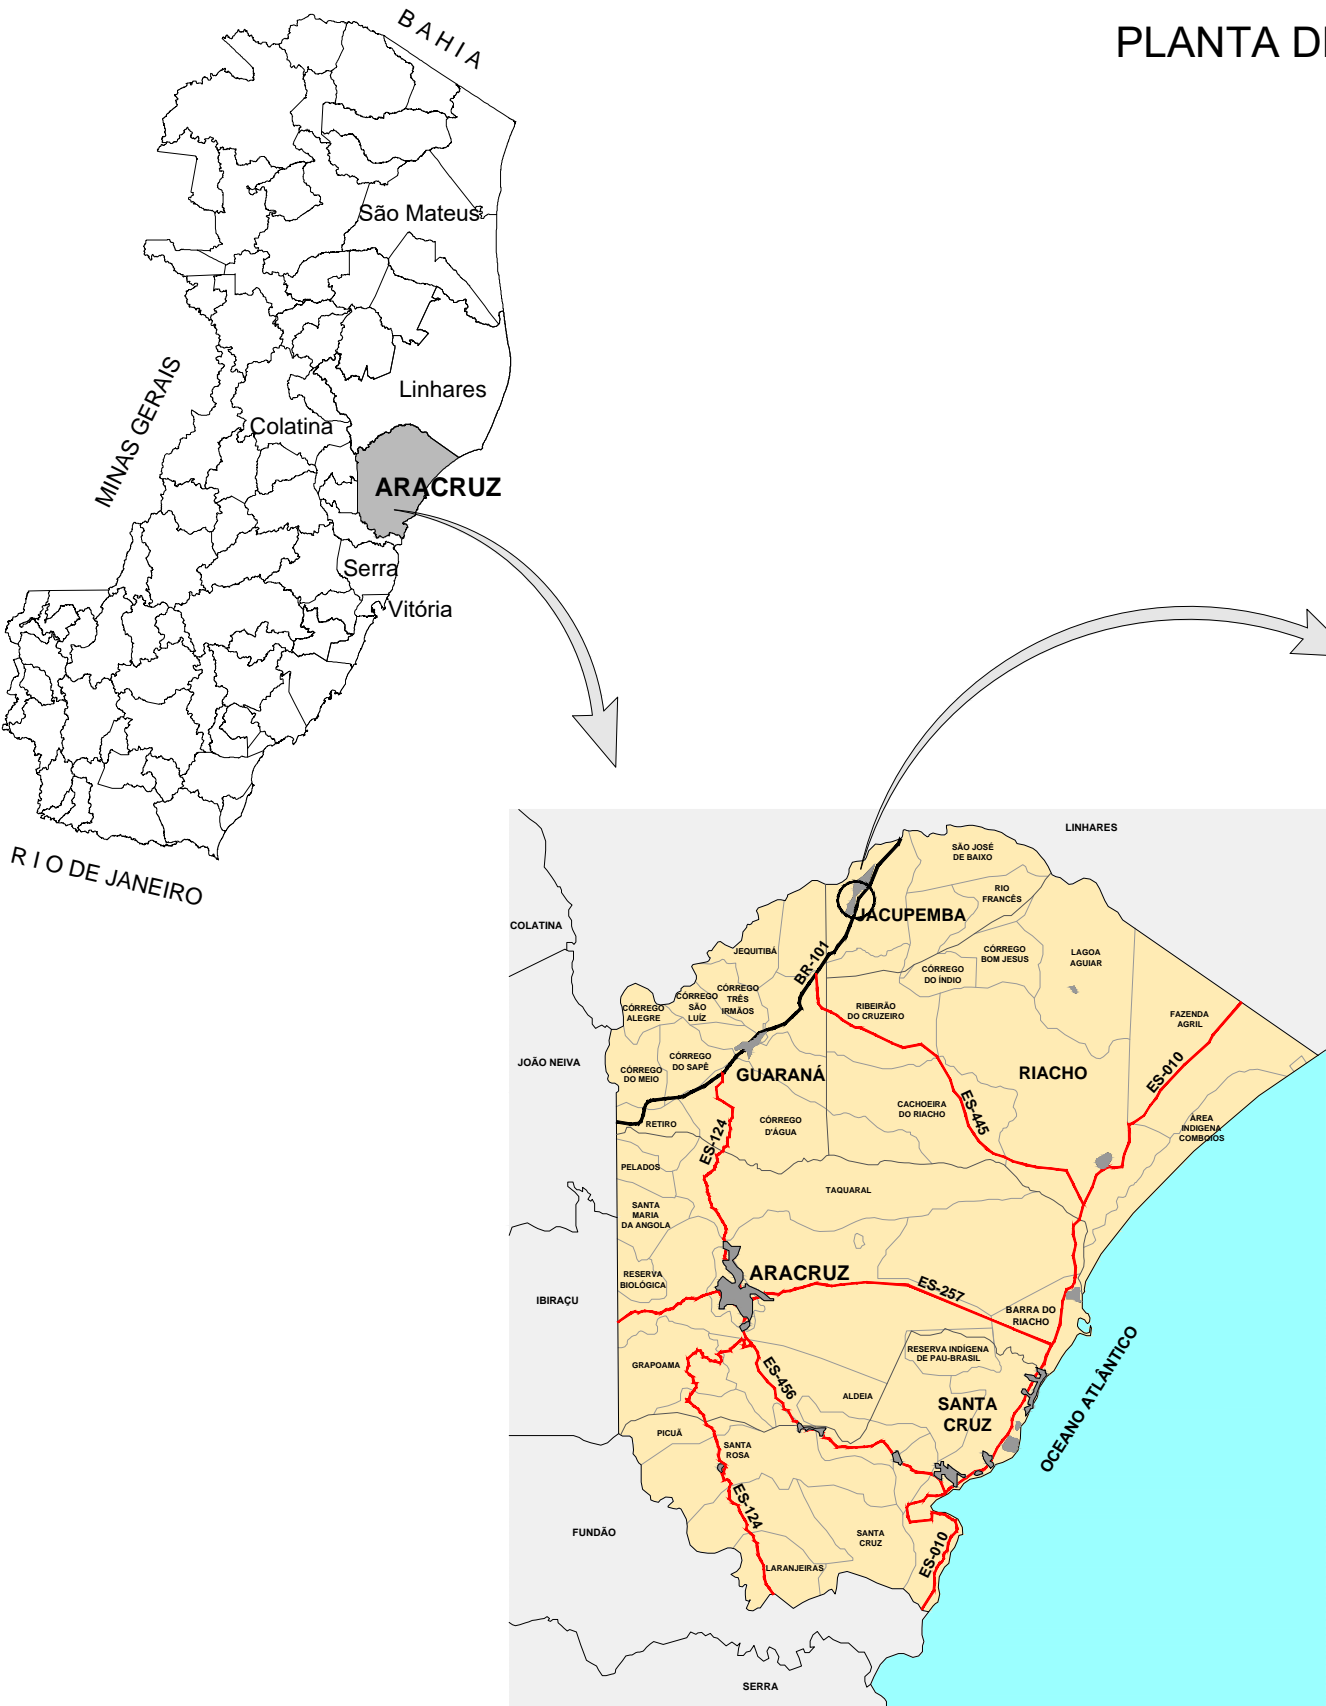 PLANTA DE
BAHIA
São Mateus
MINAS GERAIS
Linhares
Colatina
ARACRUZ
Serra
Vitória
RIO DE JANEIRO
LINHARES
SÃO JOSÉ
DE BAIXO
RIO
FRANCÊS
JACUPEMBA
COLATINA
JEQUITIBÁ
BR-101
CÓRREGO
BOM JESUS
LAGOA
AGUIAR
CÓRREGO
DO ÍNDIO
CÓRREGO
TRÊS
IRMÃOS
CÓRREGO
SÃO
LUÍZ
CÓRREGO
ALEGRE
RIBEIRÃO
DO CRUZEIRO
FAZENDA
AGRIL
JOÃO NEIVA
CÓRREGO
DO SAPÊ
CÓRREGO
DO MEIO
GUARANÁ
RIACHO
ES-010
CACHOEIRA
DO RIACHO
ES-445
RETIRO
CÓRREGO
D'ÁGUA
ES-124
ÁREA
INDIGENA
COMBOIOS
PELADOS
TAQUARAL
SANTA
MARIA
DA ANGOLA
RESERVA
BIOLÓGICA
ARACRUZ
ES-257
IBIRAÇU
BARRA DO
RIACHO
RESERVA INDÍGENA
DE PAU-BRASIL
GRAPOAMA
ES-456
ALDEIA
SANTA
CRUZ
OCEANO ATLÂNTICO
PICUÃ
SANTA
ROSA
ES-124
FUNDÃO
SANTA
CRUZ
ES-010
LARANJEIRAS
SERRA